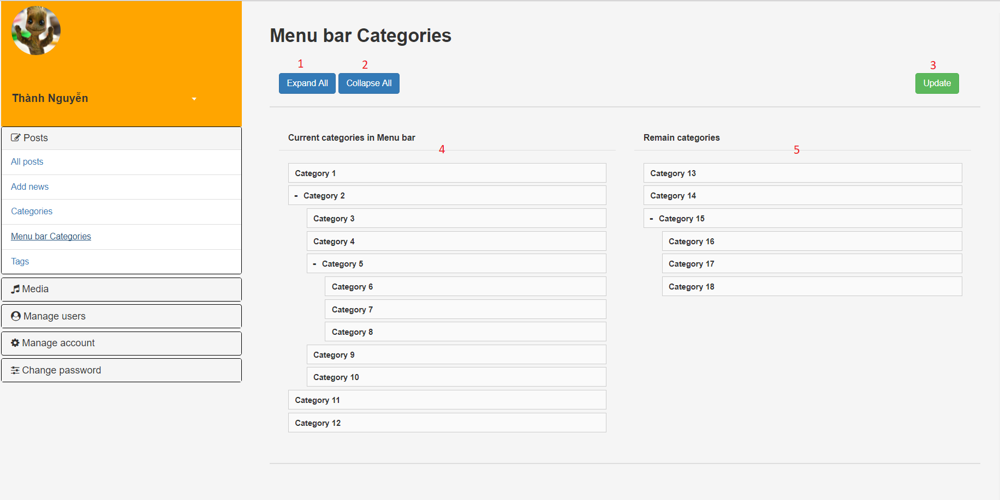 Thành Nguyễn
Posts
All posts
Add news
Categories
Menu bar Categories
Tags
Media
Manage users
Manage account
Change password
Menu bar Categories
1
2
3
Expand All
Collapse All
Update
Current categories in Menu bar
4
Category 1
- Category 2
Category 3
Category 4
- Category 5
Category 6
Category 7
Category 8
Category 9
Category 10
Category 11
Category 12
Remain categories
5
Category 13
Category 14
- Category 15
Category 16
Category 17
Category 18